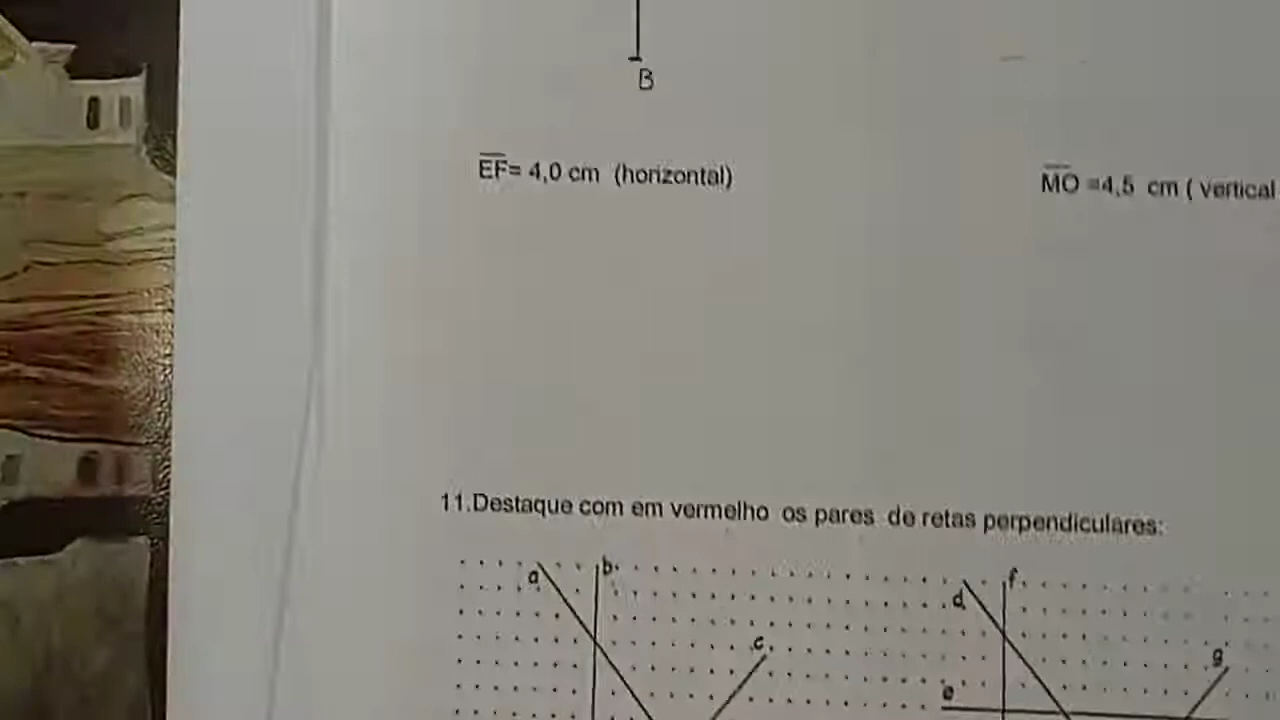 B
EF= 4,0 cm (horizontal)
MO =4,5 cm ( vertical
11.Destaque com em vermelho os pares de retas perpendiculares:
a b c d f g e